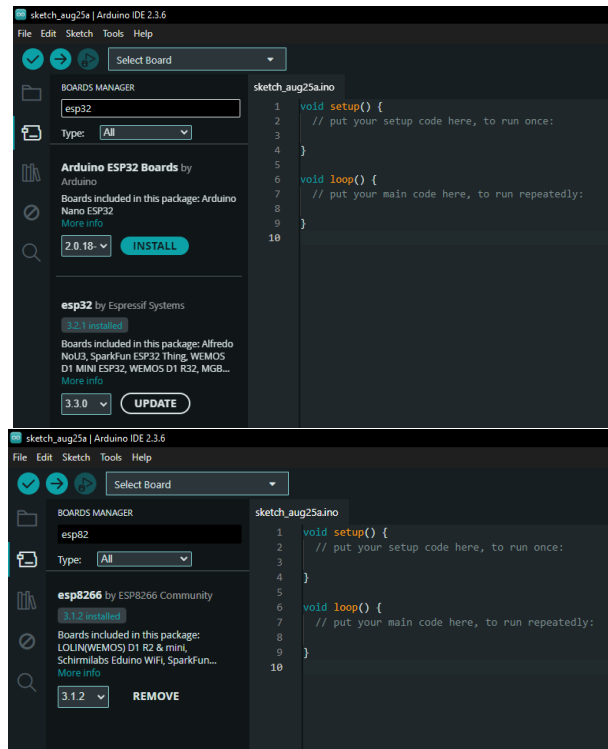 sketch_aug25a | Arduino IDE 2.3.6
File Edit Sketch Tools Help
Select Board
BOARDS MANAGER
esp32
Type: All
Arduino ESP32 Boards by
Arduino
Boards included in this package: Arduino
Nano ESP32
More info
2.0.18- INSTALL
esp32 by Espressif Systems
3.2.1 installed
Boards included in this package: Alfredo
NoU3, SparkFun ESP32 Thing, WEMOS
D1 MINI ESP32, WEMOS D1 R32, MGB...
More info
3.3.0 UPDATE
sketch_aug25a.ino
1 void setup() {
2 // put your setup code here, to run once:
3
4 }
5
6 void loop() {
7 // put your main code here, to run repeatedly:
8
9 }
10
sketch_aug25a | Arduino IDE 2.3.6
File Edit Sketch Tools Help
Select Board
BOARDS MANAGER
esp82
Type: All
esp8266 by ESP8266 Community
3.1.2 installed
Boards included in this package:
LOLIN(WEMOS) D1 R2 & mini,
Schirmilabs Eduino WiFi, SparkFun...
More info
3.1.2 REMOVE
sketch_aug25a.ino
1 void setup() {
2 // put your setup code here, to run once:
3
4 }
5
6 void loop() {
7 // put your main code here, to run repeatedly:
8
9 }
10